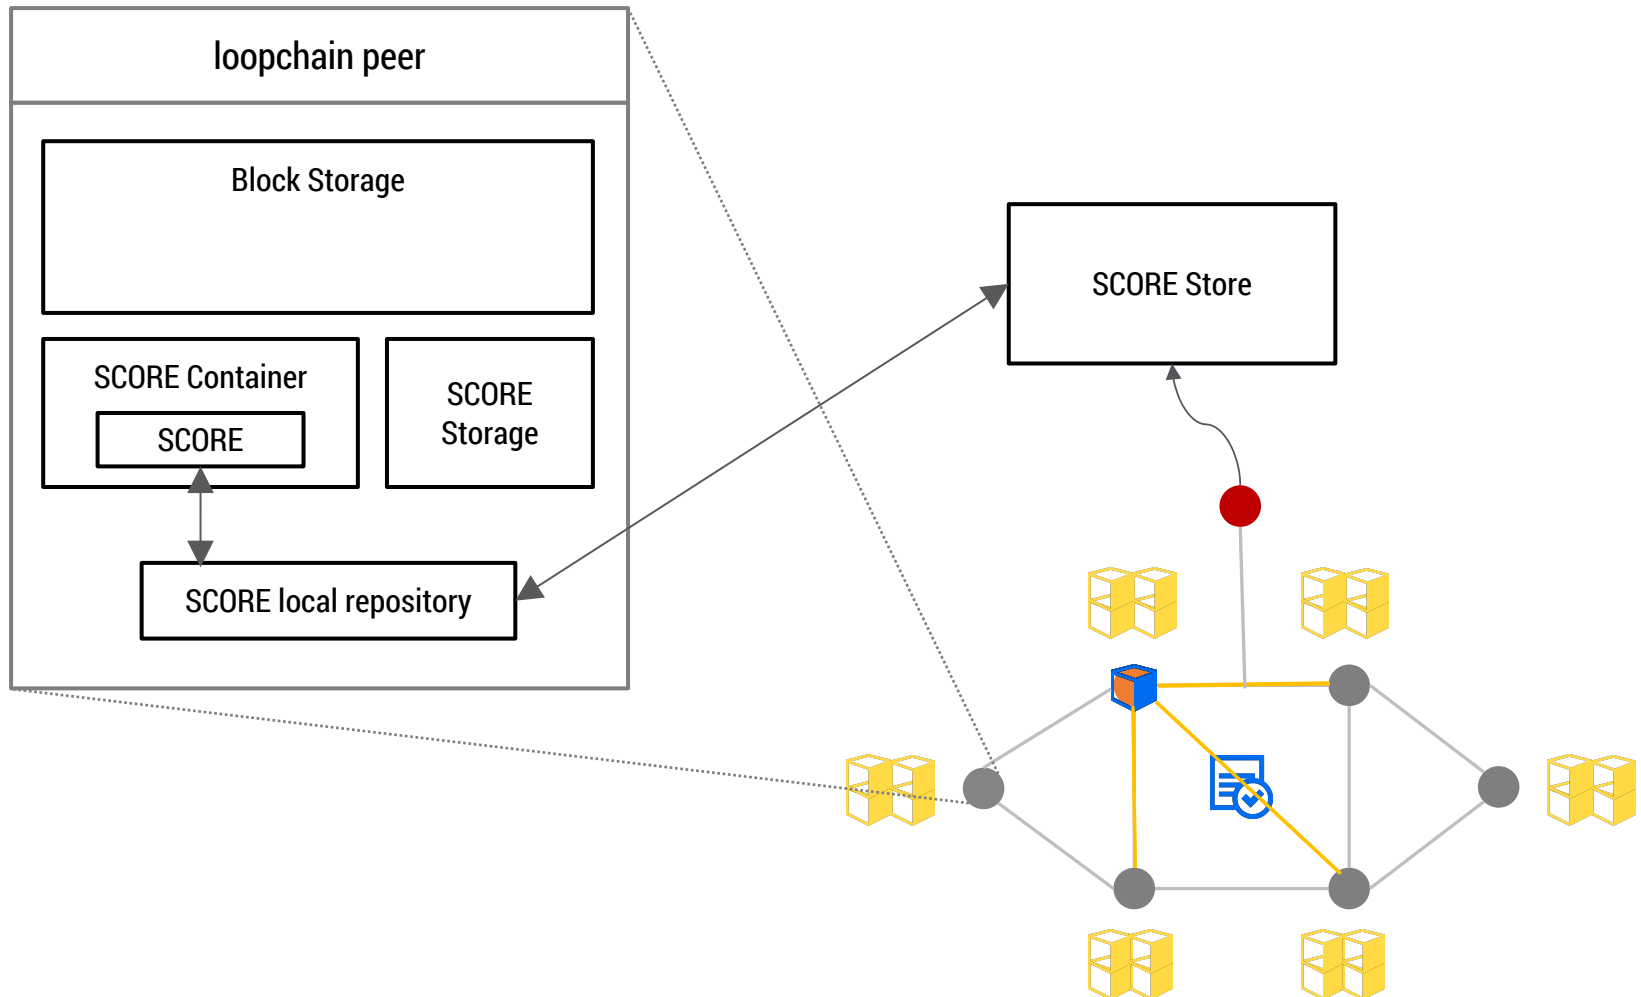 loopchain peer
Block Storage
SCORE Container
SCORE
SCORE
Storage
SCORE local repository
SCORE Store